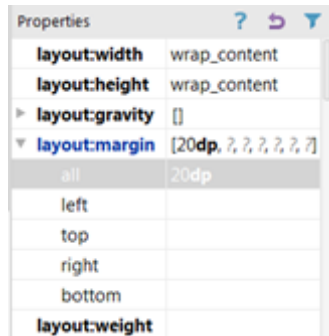 Properties ?
layout:width wrap_content
layout:height wrap_content
layout:gravity []
layout:margin [20dp, ?, ?, ?, ?, ?, ?]
all 20dp
left
top
right
bottom
layout:weight